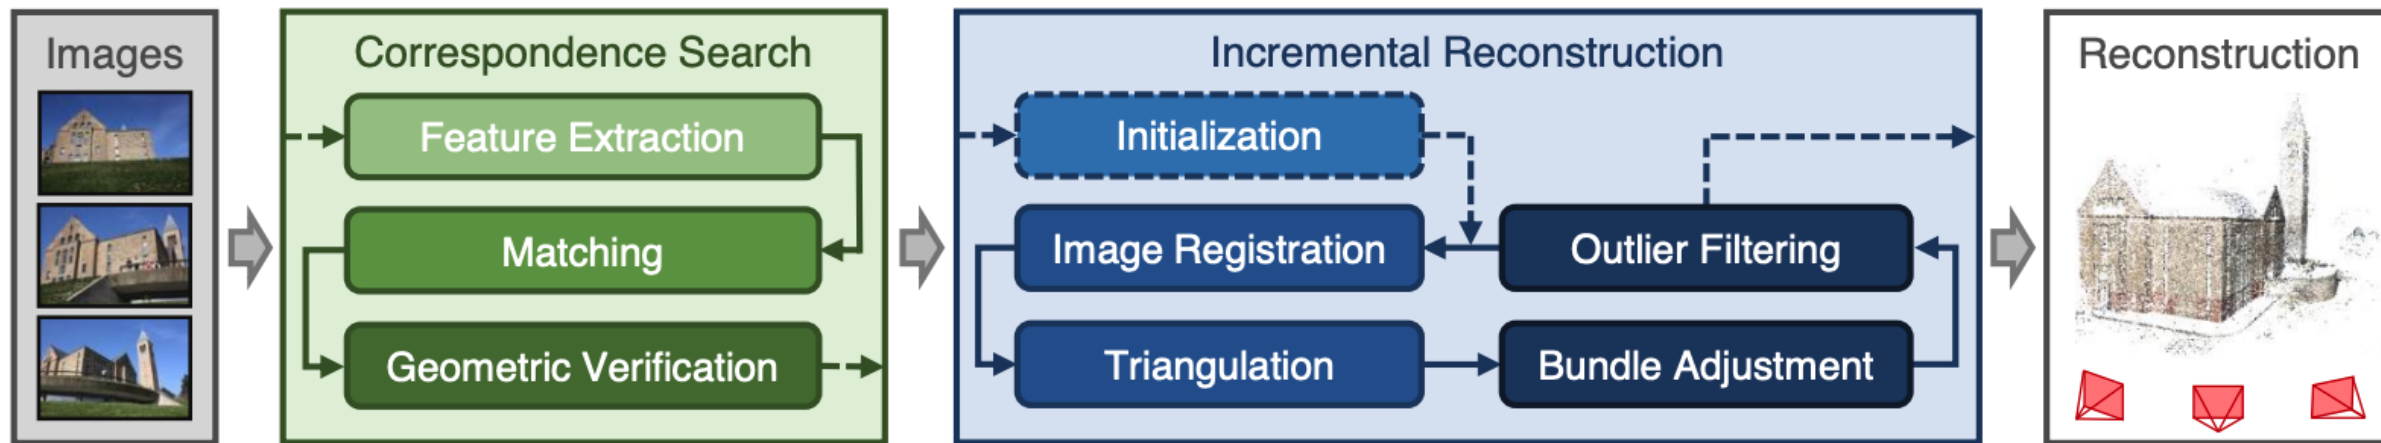 Images
Correspondence Search
Feature Extraction
Matching
Geometric Verification
Incremental Reconstruction
Initialization
Image Registration
Triangulation
Outlier Filtering
Bundle Adjustment
Reconstruction